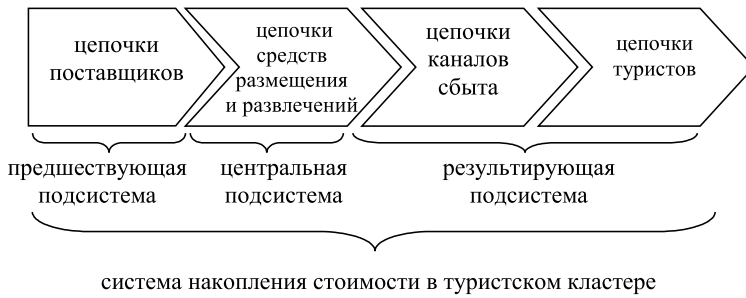 цепочки
поставщиков
цепочки
средств
размещения
и развлечений
цепочки
каналов
сбыта
цепочки
туристов
предшествующая
подсистема
центральная
подсистема
результирующая
подсистема
система накопления стоимости в туристском кластере